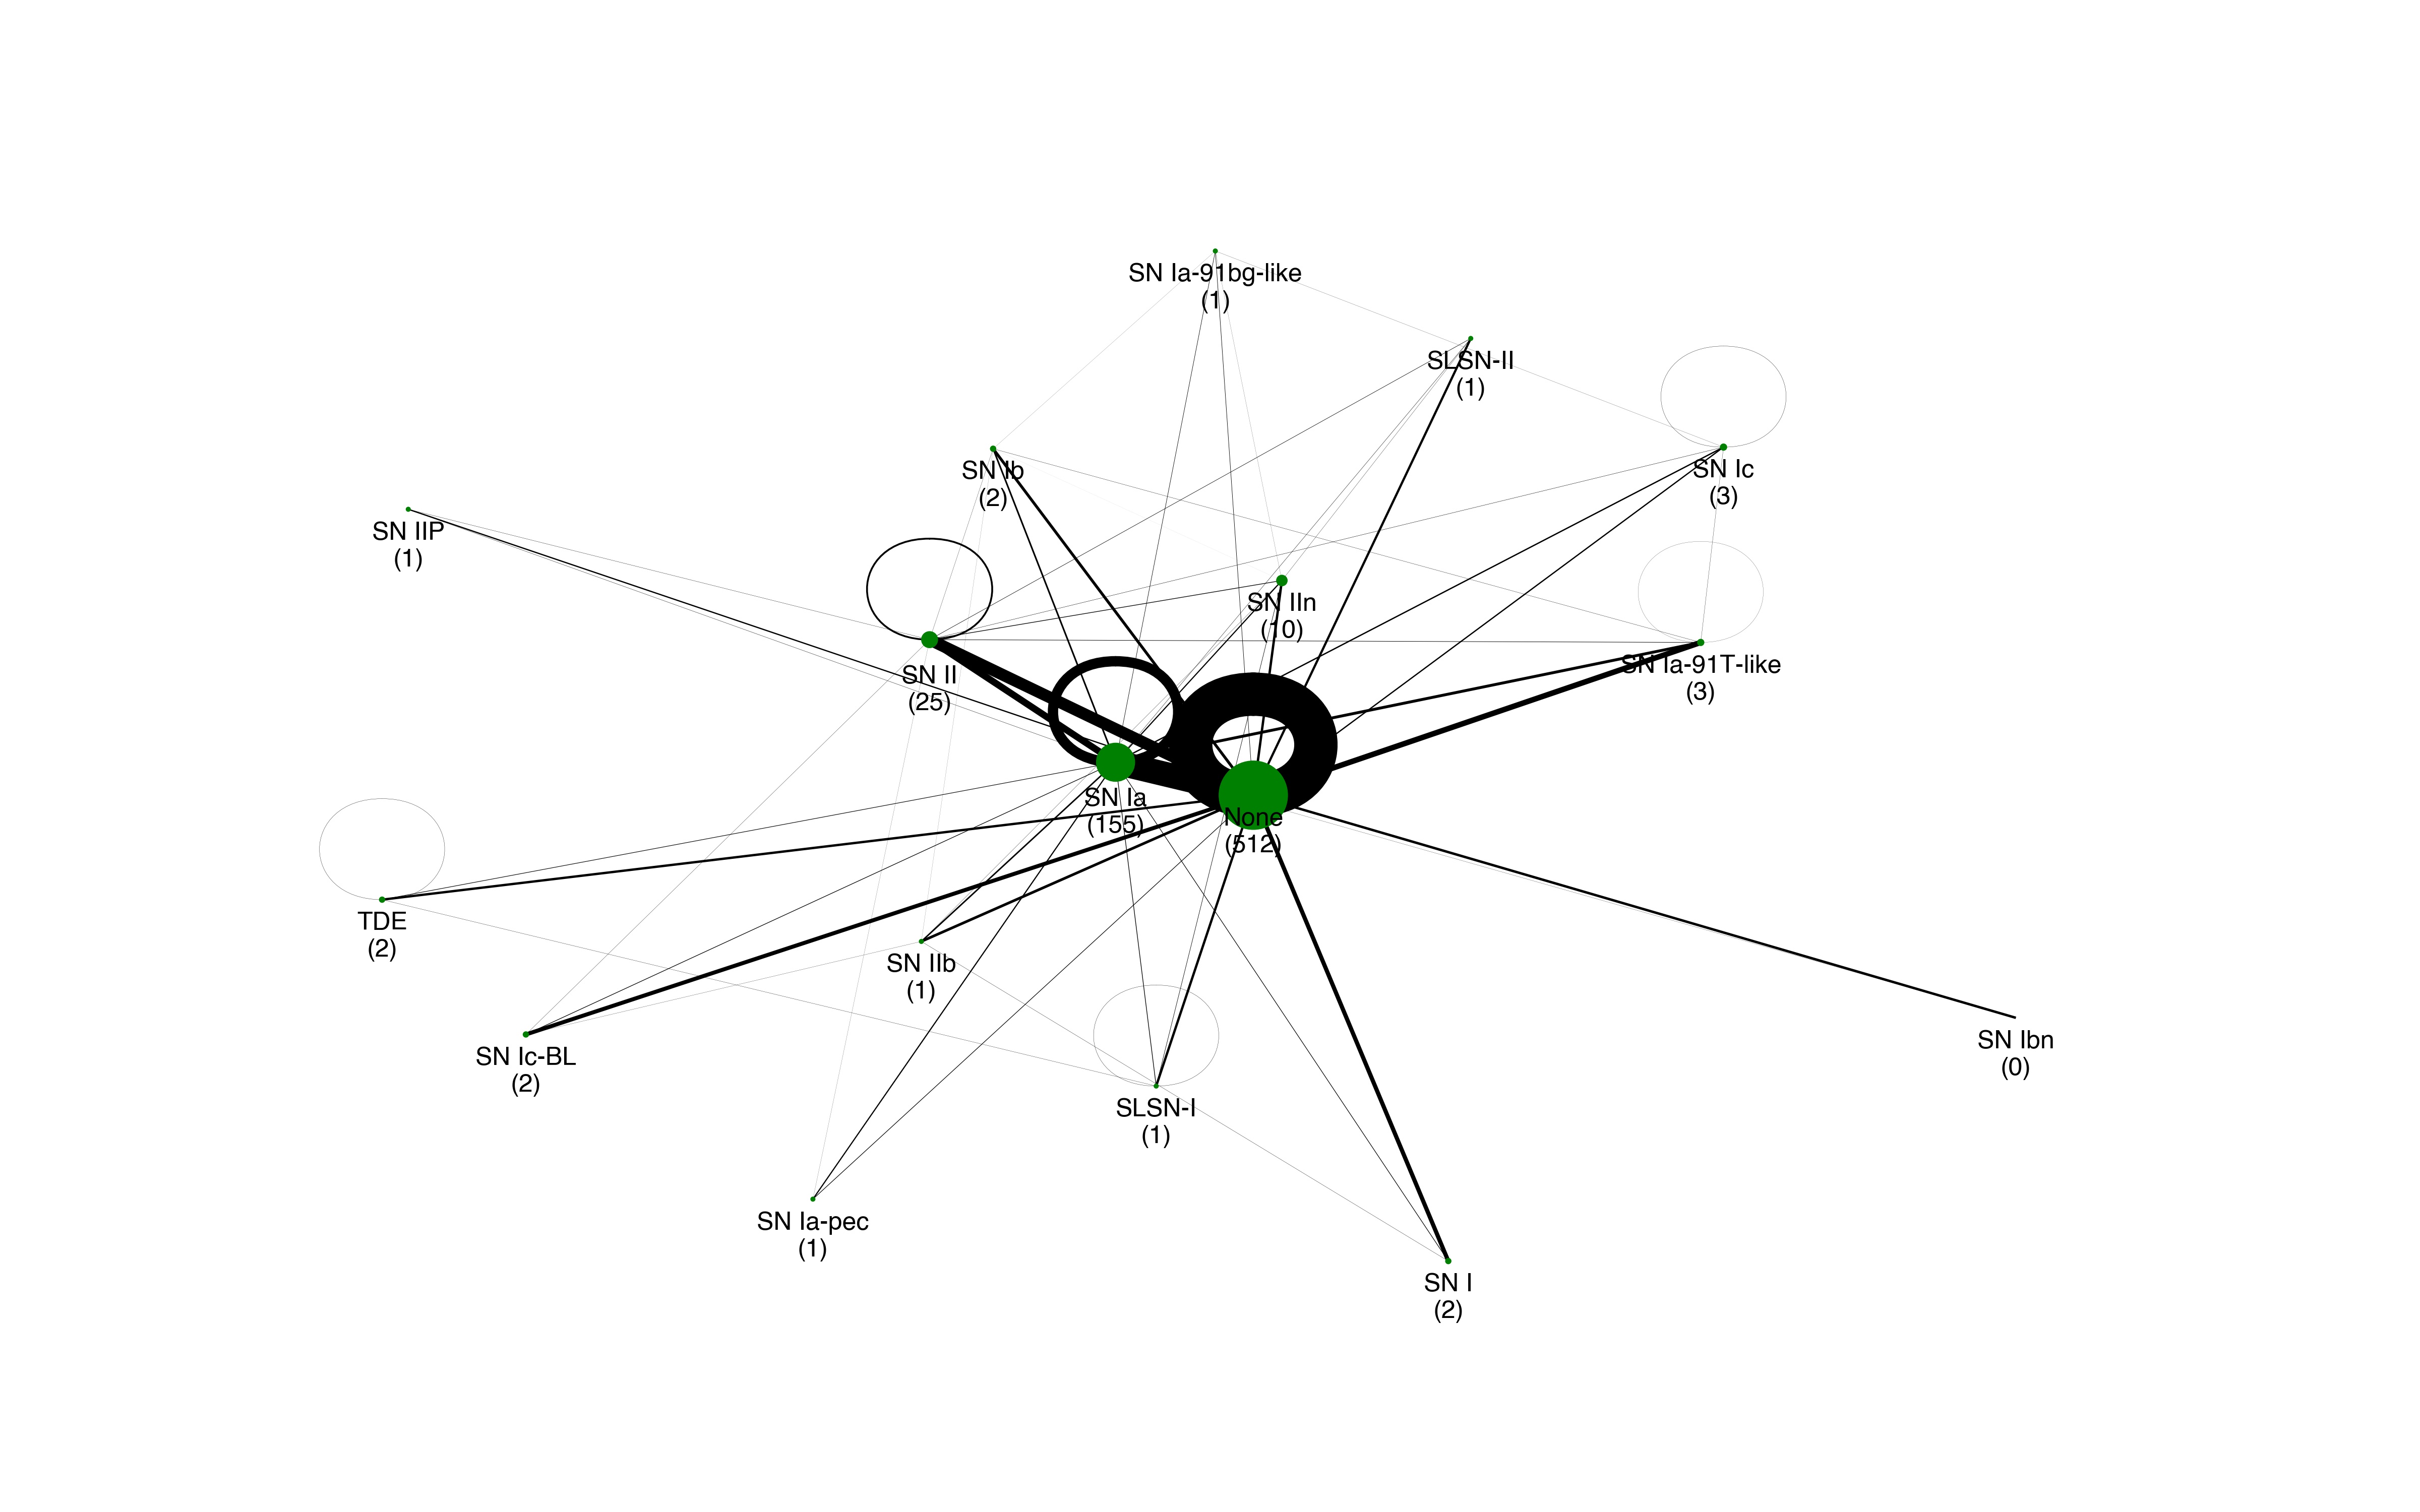 SN Ia-91bg-like
(1)
SLSN-II
(1)
SN Ib
(2)
SN Ic
(3)
SN IIP
(1)
SN IIn
(10)
SN II
(25)
SN Ia-91T-like
(3)
SN Ia
(155)
None
(512)
TDE
(2)
SN IIb
(1)
SN Ibn
(0)
SN Ic-BL
(2)
SLSN-I
(1)
SN Ia-pec
(1)
SN I
(2)